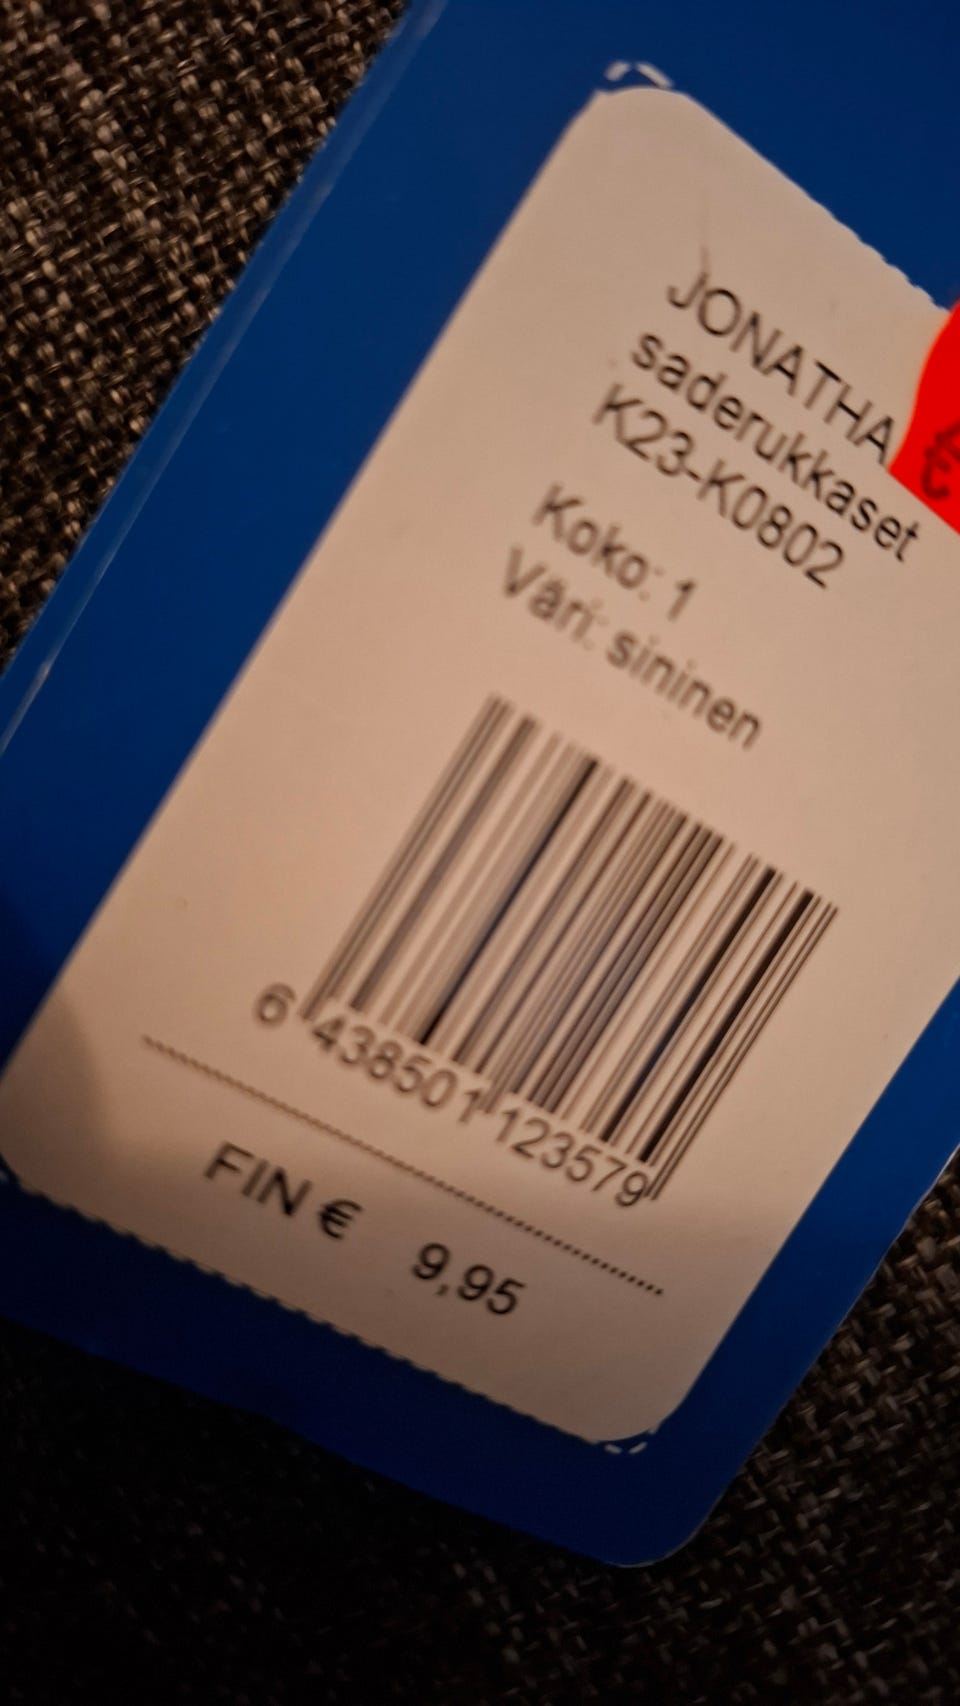 JONATHA
saderukkaset
K23-K0802
Koko: 1
Väri: sininen
6 438501 123579
FIN € 9,95
€